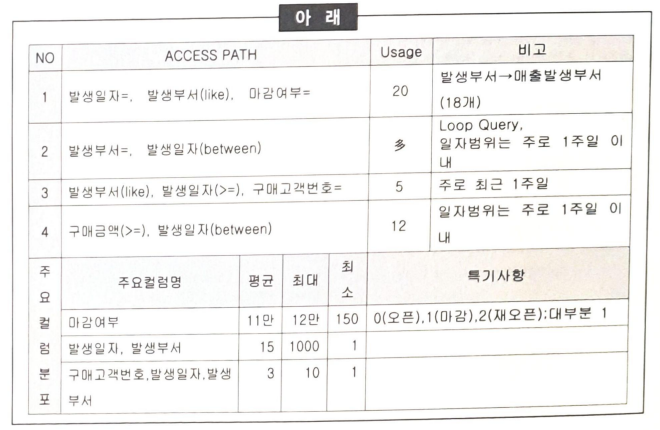 아 래
NO ACCESS PATH Usage 비고
1 발생일자=, 발생부서(like), 마감여부= 20 발생부서→매출발생부서
(18개)
2 발생부서=, 발생일자(between) 多 Loop Query,
일자범위는 주로 1주일 이
내
3 발생부서(like), 발생일자(>=), 구매고객번호= 5 주로 최근 1주일
4 구매금액(>=), 발생일자(between) 12 일자범위는 주로 1주일 이
내
주요컬럼분포 주요컬럼명 평균 최대 최소 특기사항
마감여부 11만 12만 150 0(오픈),1(마감),2(재오픈);대부분 1
발생일자, 발생부서 15 1000 1
구매고객번호,발생일자,발생 3 10 1
부서